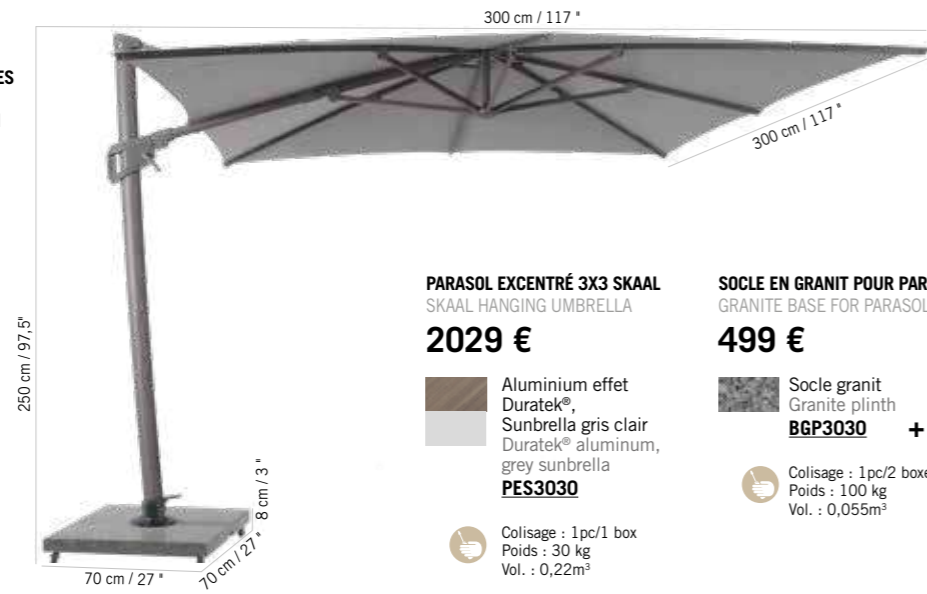 300 cm / 117 "
ES
300 cm / 117 "
250 cm / 97,5"
8 cm / 3 "
70 cm / 27 "
70 cm / 27 "
PARASOL EXCENTRÉ 3X3 SKAAL
SKAAL HANGING UMBRELLA
2029 €
Aluminium effet
Duratek®,
Sunbrella gris clair
Duratek® aluminum,
grey sunbrella
PES3030
Colisage : 1pc/1 box
Poids : 30 kg
Vol. : 0,22m³
SOCLE EN GRANIT POUR PAR
GRANITE BASE FOR PARASOL
499 €
Socle granit
Granite plinth
BGP3030 +
Colisage : 1pc/2 boxe
Poids : 100 kg
Vol. : 0,055m³